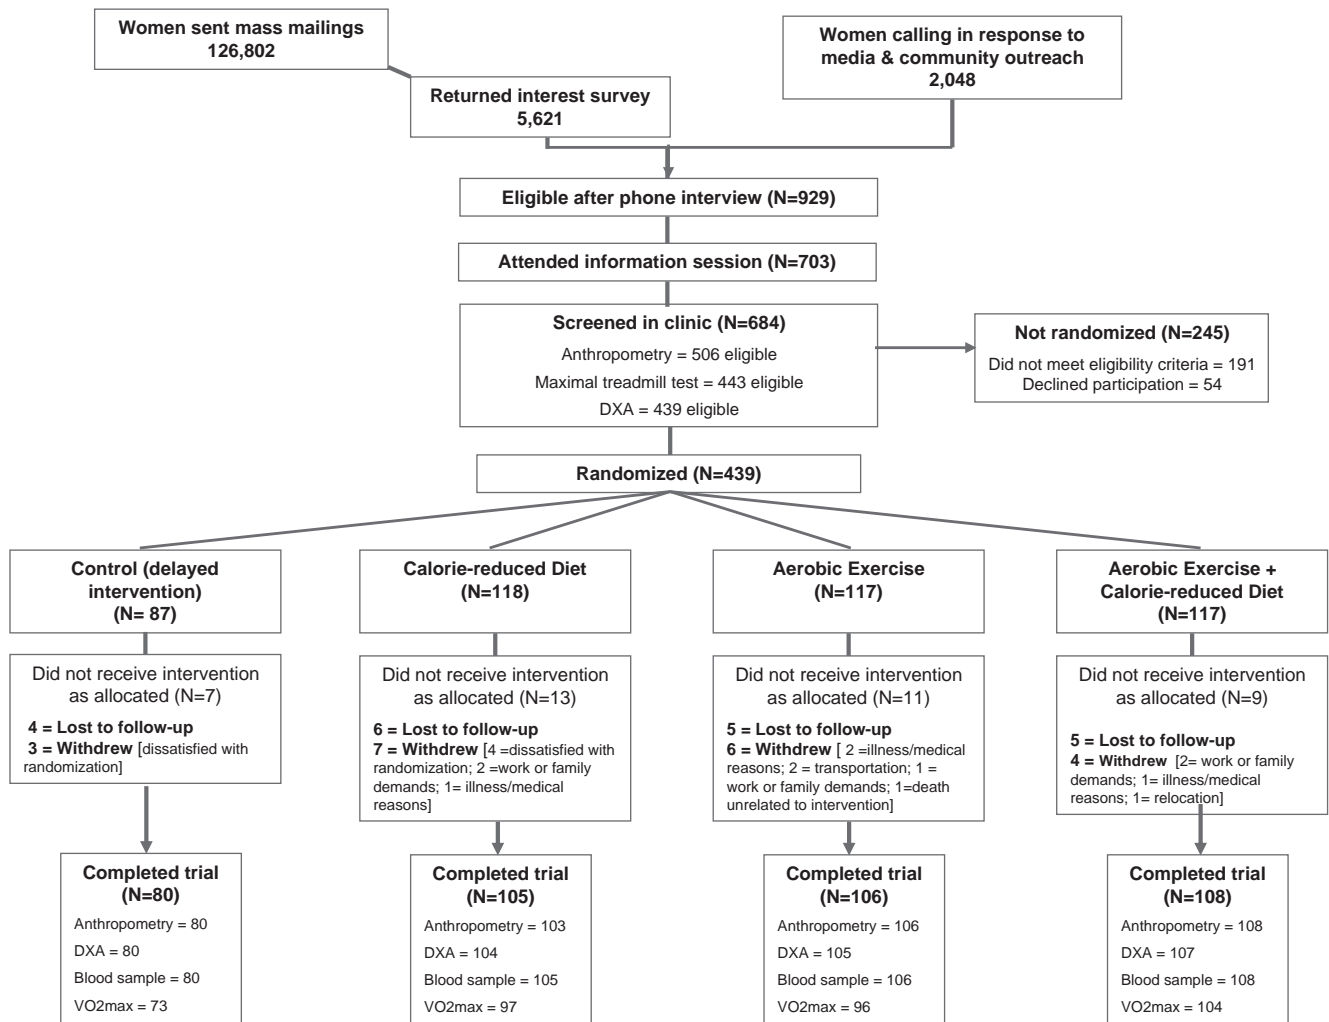 Women sent mass mailings
126,802
Women calling in response to
media & community outreach
2,048
Returned interest survey
5,621
Eligible after phone interview (N=929)
Attended information session (N=703)
Screened in clinic (N=684)
Anthropometry = 506 eligible
Maximal treadmill test = 443 eligible
DXA = 439 eligible
Not randomized (N=245)
Did not meet eligibility criteria = 191
Declined participation = 54
Randomized (N=439)
Control (delayed
intervention)
(N= 87)
Calorie-reduced Diet
(N=118)
Aerobic Exercise
(N=117)
Aerobic Exercise +
Calorie-reduced Diet
(N=117)
Did not receive intervention
as allocated (N=7)
4 = Lost to follow-up
3 = Withdrew [dissatisfied with
randomization]
Did not receive intervention
as allocated (N=13)
6 = Lost to follow-up
7 = Withdrew [4 =dissatisfied with
randomization; 2 =work or family
demands; 1= illness/medical
reasons]
Did not receive intervention
as allocated (N=11)
5 = Lost to follow-up
6 = Withdrew [ 2 =illness/medical
reasons; 2 = transportation; 1 =
work or family demands; 1=death
unrelated to intervention]
Did not receive intervention
as allocated (N=9)
5 = Lost to follow-up
4 = Withdrew [2= work or family
demands; 1= illness/medical
reasons; 1= relocation]
Completed trial
(N=80)
Anthropometry = 80
DXA = 80
Blood sample = 80
VO2max = 73
Completed trial
(N=105)
Anthropometry = 103
DXA = 104
Blood sample = 105
VO2max = 97
Completed trial
(N=106)
Anthropometry = 106
DXA = 105
Blood sample = 106
VO2max = 96
Completed trial
(N=108)
Anthropometry = 108
DXA = 107
Blood sample = 108
VO2max = 104